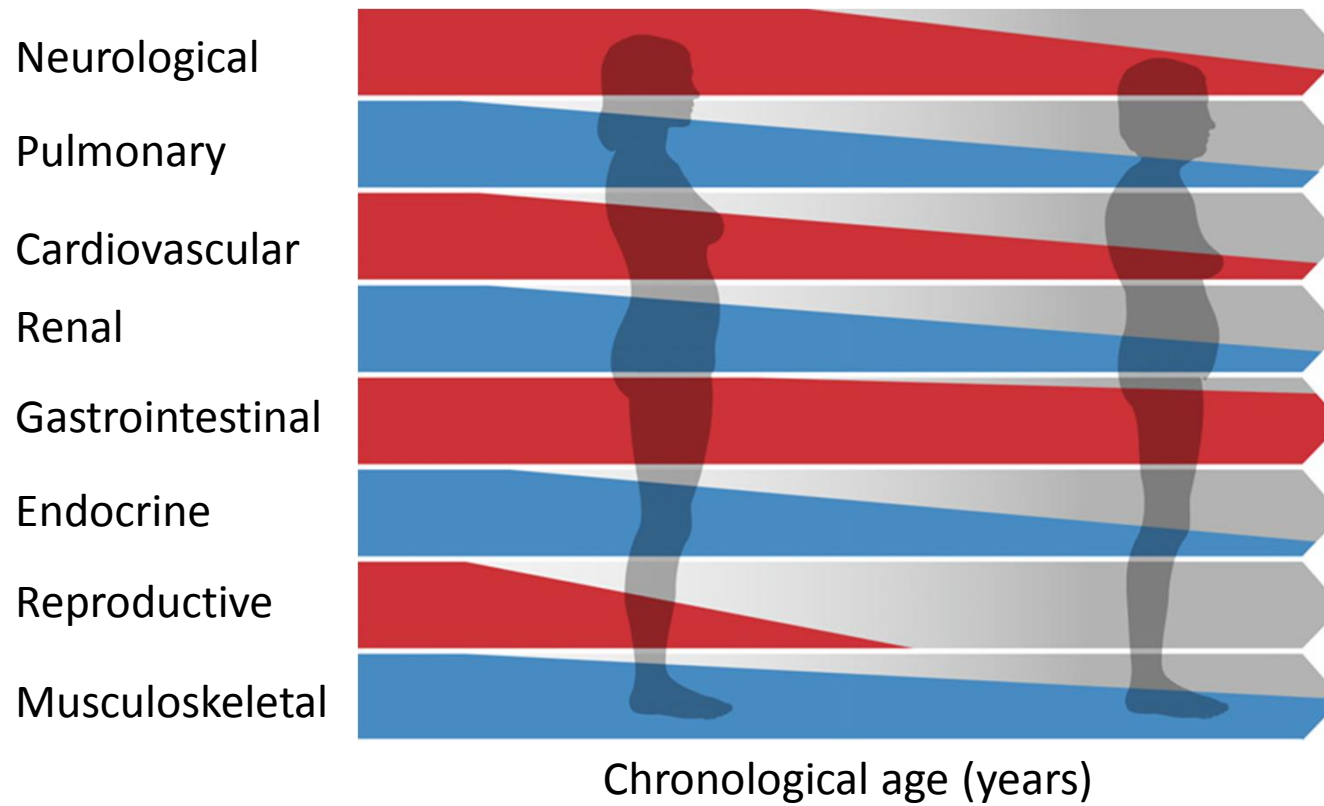 Neurological
Pulmonary
Cardiovascular
Renal
Gastrointestinal
Endocrine
Reproductive
Musculoskeletal
Chronological age (years)